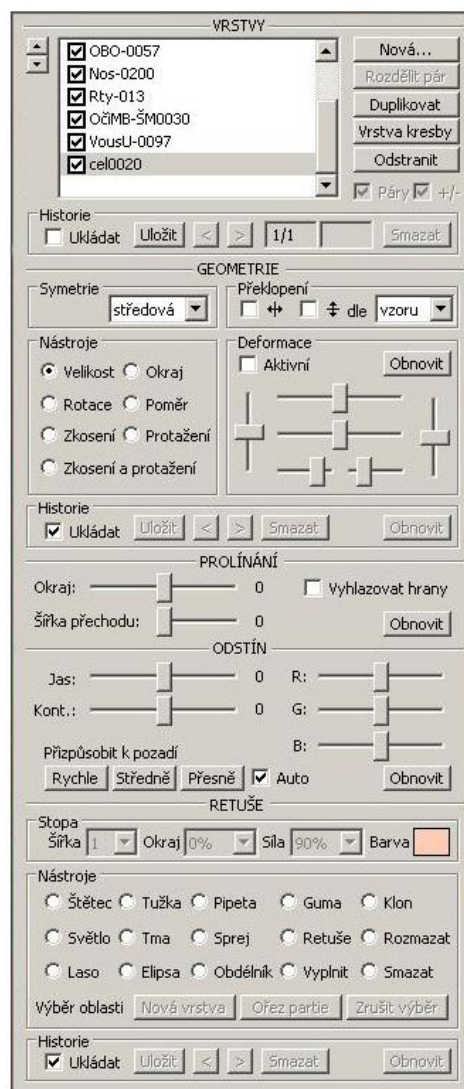 VRSTVY
OBO-0057
Nos-0200
Rty-013
OčiMB-ŠM0030
VousU-0097
cel0020
Nová...
Rozdělit pár
Duplikovat
Vrstva kresby
Odstranit
Páry +/-
Historie
Ukládat Uložit < > 1/1 Smazat
GEOMETRIE
Symetrie
středová
Překlopení
dle vzoru
Nástroje
Velikost Okraj
Rotace Poměr
Zkosení Protažení
Zkosení a protažení
Deformace
Aktivní Obnovit
Historie
Ukládat Uložit < > Smazat Obnovit
PROLÍNÁNÍ
Okraj: 0 Vyhlazovat hrany
Šířka přechodu: 0 Obnovit
ODSTÍN
Jas: 0 R:
Kont.: 0 G:
B:
Přizpůsobit k pozadí
Rychle Středně Přesně Auto Obnovit
RETUŠE
Stopa
Šířka 1 Okraj 0% Síla 90% Barva
Nástroje
Štětec Tužka Pipeta Guma Klon
Světlo Tma Sprej Retuše Rozmazat
Laso Elipsa Obdélník Vyplnit Smazat
Výběr oblasti Nová vrstva Ořez partie Zrušit výběr
Historie
Ukládat Uložit < > Smazat Obnovit